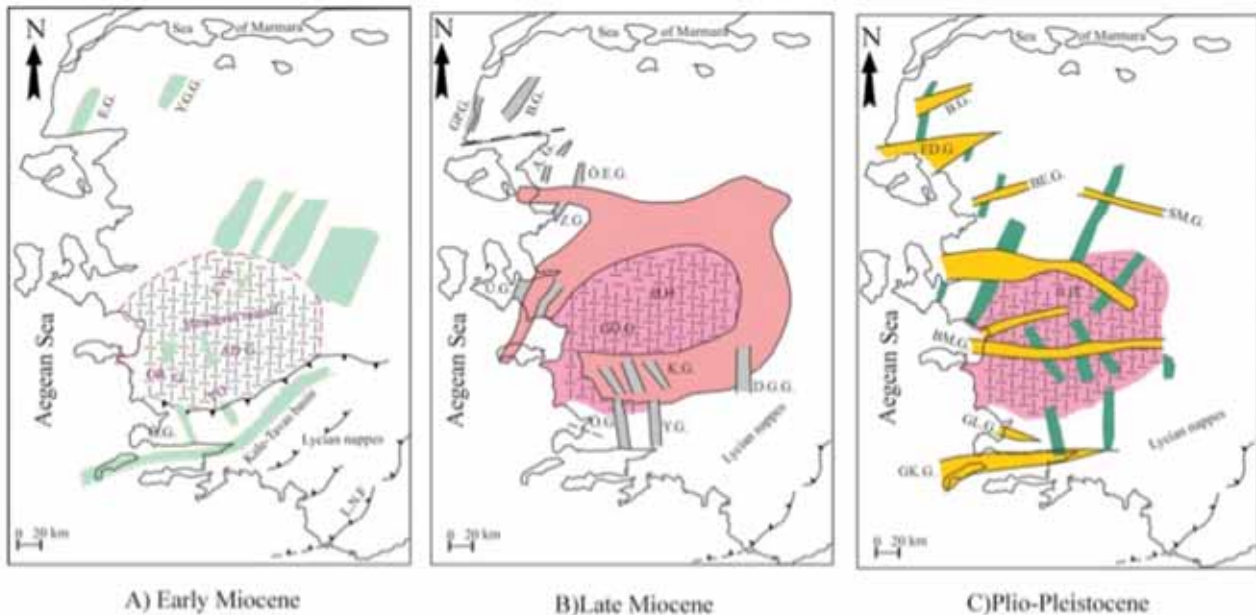 Sea of Marmara
N
E.G.
Y.G.G.
Menderes massif
Kale-Tavas basin
Lycian nappes
L.N.F.
Aegean Sea
0 20 km
A) Early Miocene
Sea of Marmara
N
GP.G.
B.G.
O.E.G.
Z.G.
U.G.
GD.D.
K.G.
D.G.G.
O.G.
Y.G.
Aegean Sea
Lycian nappes
0 20 km
B)Late Miocene
Sea of Marmara
N
B.G.
ED.G.
BE.G.
SM.G.
BM.G.
GL.G.
GK.G.
Aegean Sea
Lycian nappes
0 20 km
C)Plio-Pleistocene